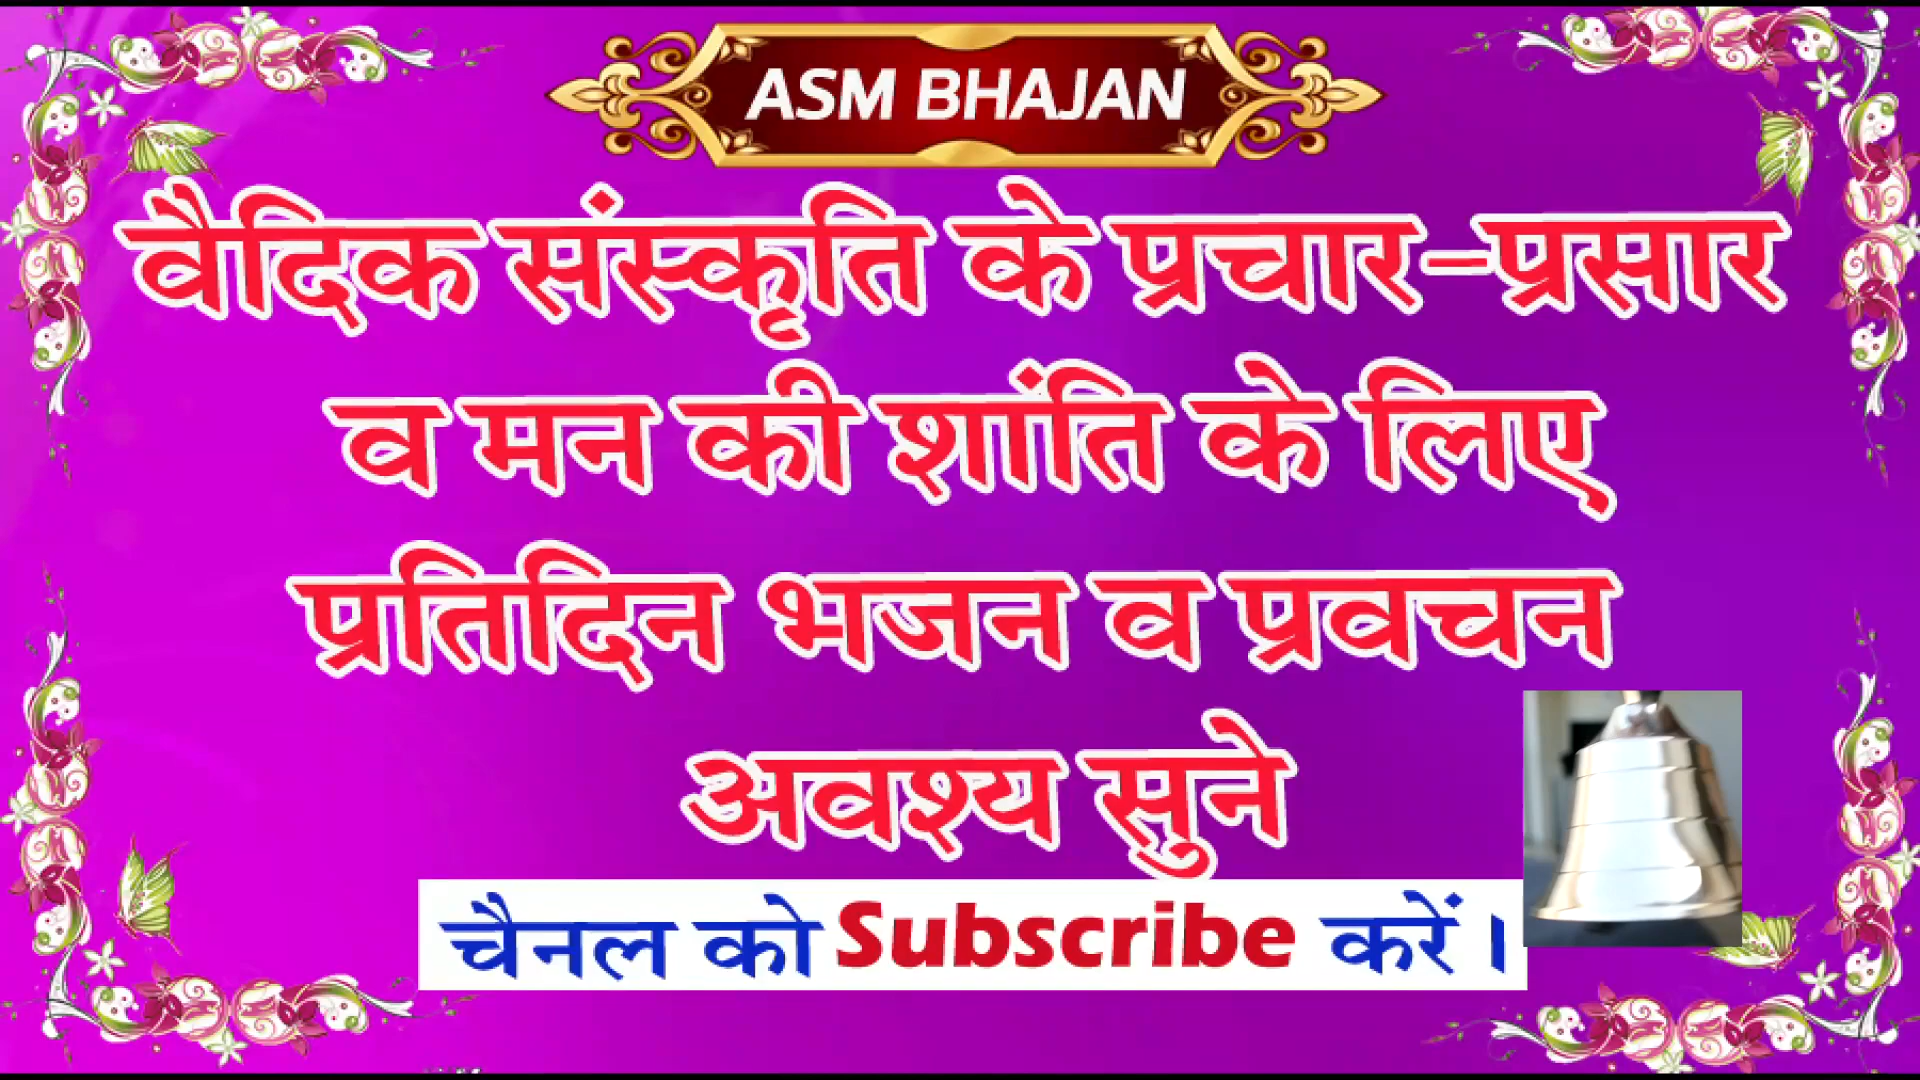 ASM BHAJAN
वैदिक संस्कृति के प्रचार-प्रसार
व मन की शांति के लिए
प्रतिदिन भजन व प्रवचन
अवश्य सुने
चैनल को Subscribe करें।